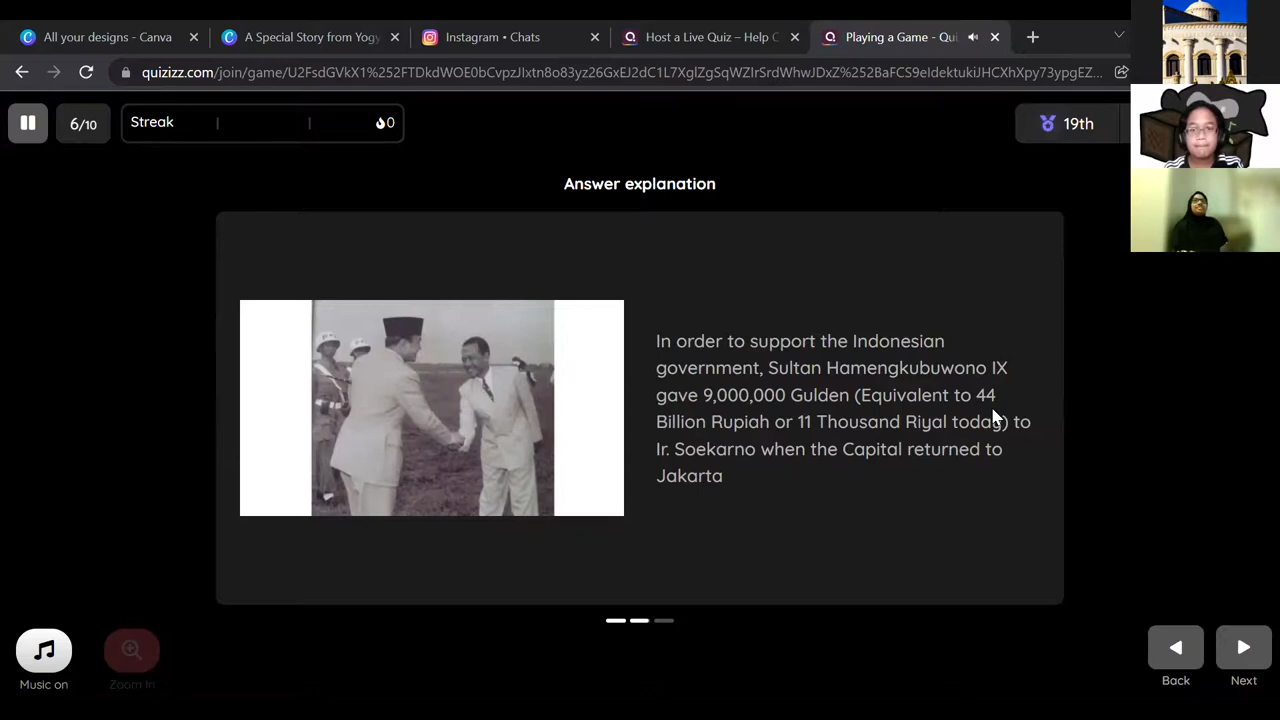 All your designs - Canva
A Special Story from Yogy
Instagram • Cha
Host a Live Quiz – Help C
Playing a Game - Qui
quizizz.com/join/game/U2FsdGVkX1%252FTDkdWOE0bCvpzJIxtn8o83yz26GxEJ2dC1L7XglZgSqWZIrSrdWhwJDxZ%252BaFCS9eIdektukiJHCXhXpy73ypgEZ...
6/10
Streak
0
19th
Answer explanation
In order to support the Indonesian
government, Sultan Hamengkubuwono IX
gave 9,000,000 Gulden (Equivalent to 44
Billion Rupiah or 11 Thousand Riyal today) to
Ir. Soekarno when the Capital returned to
Jakarta
Music on
Zoom In
Back
Next